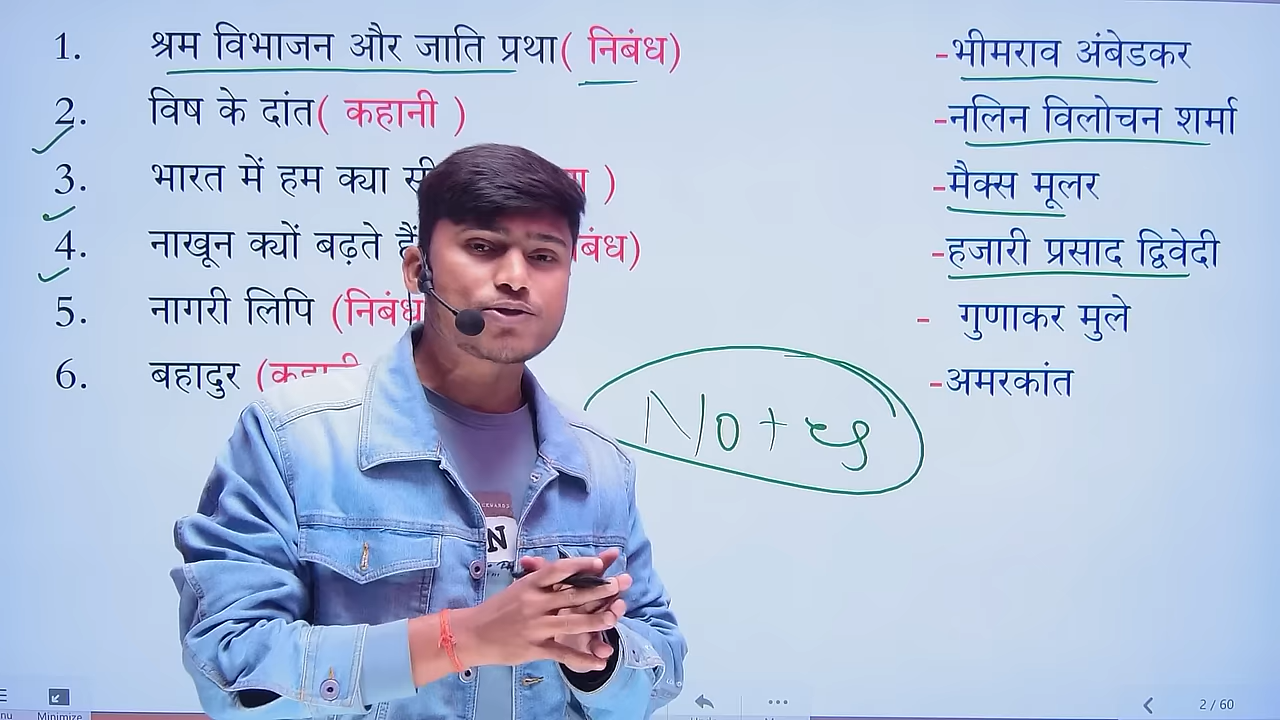 1. श्रम विभाजन और जाति प्रथा( निबंध) -भीमराव अंबेडकर
2. विष के दांत( कहानी ) -नलिन विलोचन शर्मा
3. भारत में हम क्या ) -मैक्स मूलर
4. नाखून क्यों बढ़ते हैं -हजारी प्रसाद द्विवेदी
5. नागरी लिपि (निबंध - गुणाकर मुले
6. बहादुर -अमरकांत
Notes
N
Minimize
2 / 60